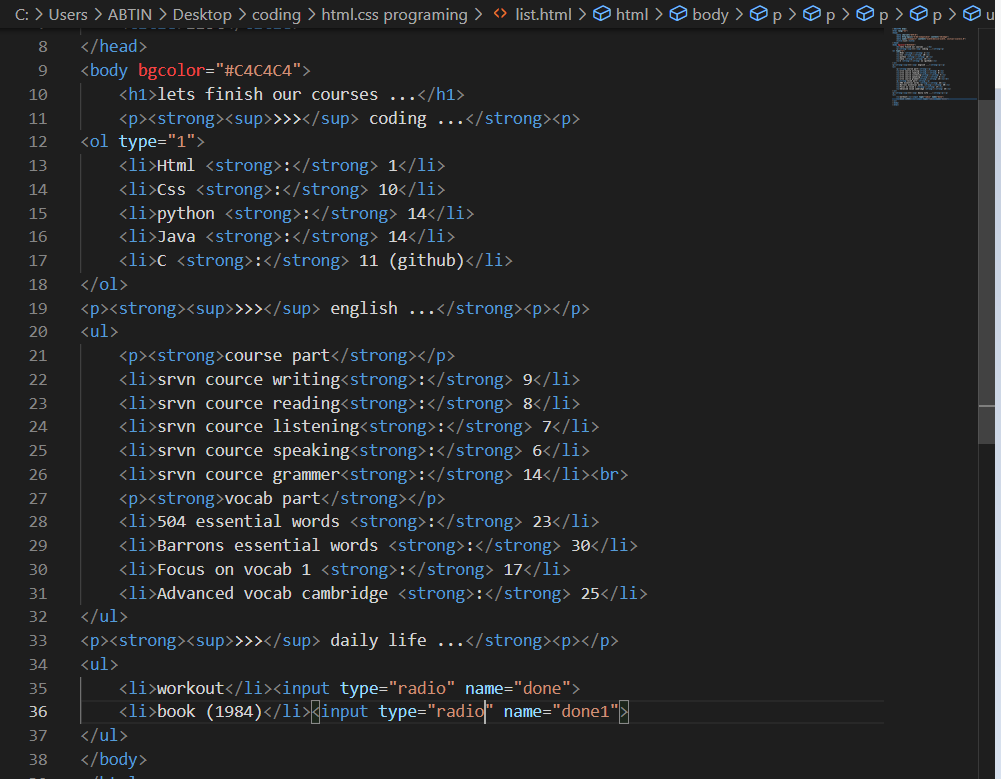 C: > Users > ABTIN > Desktop > coding > html.css programing > <> list.html > html > body > p > p > p > p > u
8 </head>
9 <body bgcolor="#C4C4C4">
10 <h1>lets finish our courses ...</h1>
11 <p><strong><sup>>>></sup> coding ...</strong><p>
12 <ol type="1">
13 <li>Html <strong>:</strong> 1</li>
14 <li>Css <strong>:</strong> 10</li>
15 <li>python <strong>:</strong> 14</li>
16 <li>Java <strong>:</strong> 14</li>
17 <li>C <strong>:</strong> 11 (github)</li>
18 </ol>
19 <p><strong><sup>>>></sup> english ...</strong><p></p>
20 <ul>
21 <p><strong>course part</strong></p>
22 <li>srvn cource writing<strong>:</strong> 9</li>
23 <li>srvn cource reading<strong>:</strong> 8</li>
24 <li>srvn cource listening<strong>:</strong> 7</li>
25 <li>srvn cource speaking<strong>:</strong> 6</li>
26 <li>srvn cource grammer<strong>:</strong> 14</li><br>
27 <p><strong>vocab part</strong></p>
28 <li>504 essential words <strong>:</strong> 23</li>
29 <li>Barrons essential words <strong>:</strong> 30</li>
30 <li>Focus on vocab 1 <strong>:</strong> 17</li>
31 <li>Advanced vocab cambridge <strong>:</strong> 25</li>
32 </ul>
33 <p><strong><sup>>>></sup> daily life ...</strong><p></p>
34 <ul>
35 <li>workout</li><input type="radio" name="done">
36 <li>book (1984)</li><input type="radio" name="done1">
37 </ul>
38 </body>